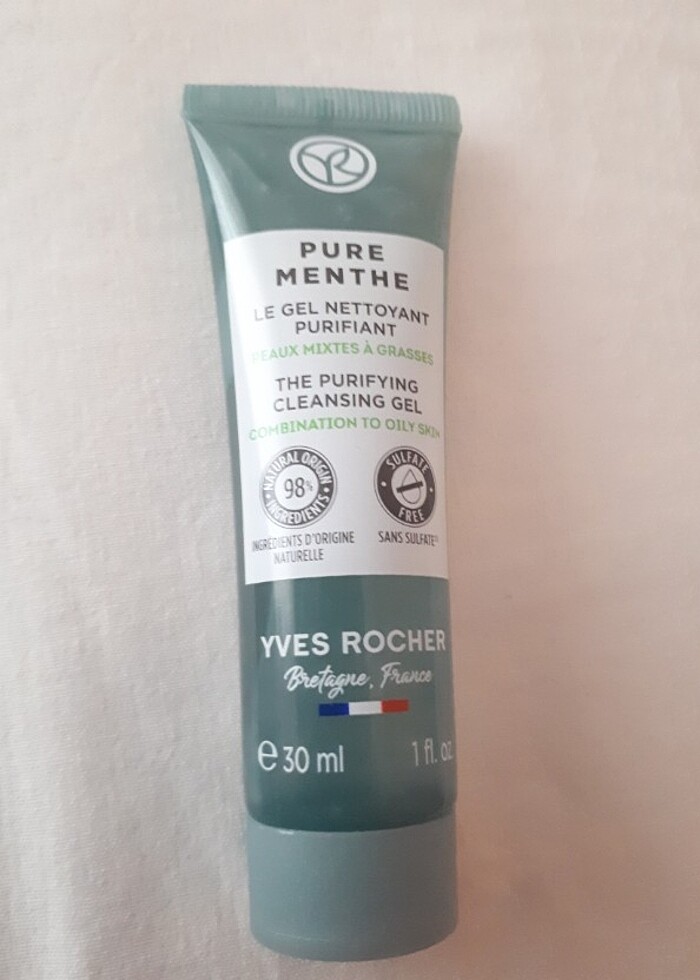 YR
PURE
MENTHE
LE GEL NETTOYANT
PURIFIANT
PEAUX MIXTES À GRASSES
THE PURIFYING
CLEANSING GEL
COMBINATION TO OILY SKIN
NATURAL ORIGIN
98%
INGREDIENTS
SULFATE
FREE
INGRÉDIENTS D'ORIGINE
NATURELLE
SANS SULFATE
YVES ROCHER
Bretagne, France
℮ 30 ml 1 fl. oz